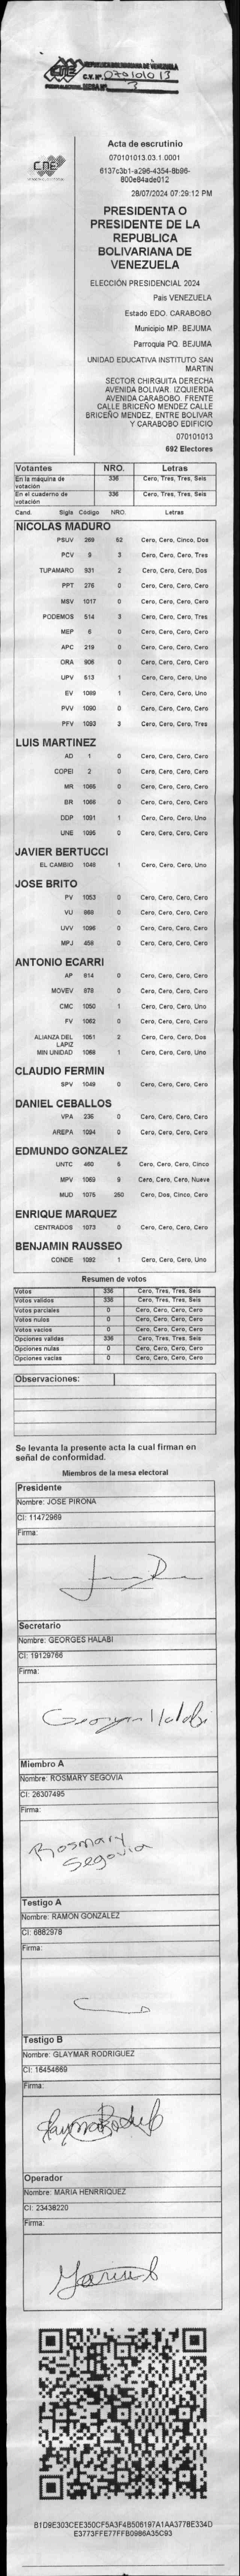 REPUBLICA BOLIVARIANA DE VENEZUELA
CNE
C.V. Nº. 070101013
MESA Nº. 3
CNE
Acta de escrutinio
070101013.03.1.0001
6137c3b1-a296-4354-8b96-
800e84ade012
28/07/2024 07:29:12 PM
PRESIDENTA O
PRESIDENTE DE LA
REPUBLICA
BOLIVARIANA DE
VENEZUELA
ELECCIÓN PRESIDENCIAL 2024
Pais VENEZUELA
Estado EDO. CARABOBO
Municipio MP. BEJUMA
Parroquia PQ. BEJUMA
UNIDAD EDUCATIVA INSTITUTO SAN
MARTIN
SECTOR CHIRGUITA DERECHA
AVENIDA BOLIVAR. IZQUIERDA
AVENIDA CARABOBO. FRENTE
CALLE BRICEÑO MENDEZ CALLE
BRICEÑO MENDEZ, ENTRE BOLIVAR
Y CARABOBO EDIFICIO
070101013
692 Electores
Votantes NRO. Letras
En la máquina de votación 336 Cero, Tres, Tres, Seis
En el cuaderno de votación 336 Cero, Tres, Tres, Seis
Cand. Sigla Código NRO. Letras
NICOLAS MADURO
PSUV 269 52 Cero, Cero, Cinco, Dos
PCV 9 3 Cero, Cero, Cero, Tres
TUPAMARO 931 2 Cero, Cero, Cero, Dos
PPT 276 0 Cero, Cero, Cero, Cero
MSV 1017 0 Cero, Cero, Cero, Cero
PODEMOS 514 3 Cero, Cero, Cero, Tres
MEP 6 0 Cero, Cero, Cero, Cero
APC 219 0 Cero, Cero, Cero, Cero
ORA 906 0 Cero, Cero, Cero, Cero
UPV 613 1 Cero, Cero, Cero, Uno
EV 1089 1 Cero, Cero, Cero, Uno
PVV 1090 0 Cero, Cero, Cero, Cero
PFV 1093 3 Cero, Cero, Cero, Tres
LUIS MARTINEZ
AD 1 0 Cero, Cero, Cero, Cero
COPEI 2 0 Cero, Cero, Cero, Cero
MR 1065 0 Cero, Cero, Cero, Cero
BR 1066 0 Cero, Cero, Cero, Cero
DDP 1091 1 Cero, Cero, Cero, Uno
UNE 1095 0 Cero, Cero, Cero, Cero
JAVIER BERTUCCI
EL CAMBIO 1048 1 Cero, Cero, Cero, Uno
JOSE BRITO
PV 1053 0 Cero, Cero, Cero, Cero
VU 868 0 Cero, Cero, Cero, Cero
UVV 1096 0 Cero, Cero, Cero, Cero
MPJ 458 0 Cero, Cero, Cero, Cero
ANTONIO ECARRI
AP 814 0 Cero, Cero, Cero, Cero
MOVEV 878 0 Cero, Cero, Cero, Cero
CMC 1050 1 Cero, Cero, Cero, Uno
FV 1062 0 Cero, Cero, Cero, Cero
ALIANZA DEL LAPIZ 1051 2 Cero, Cero, Cero, Dos
MIN UNIDAD 1088 1 Cero, Cero, Cero, Uno
CLAUDIO FERMIN
SPV 1049 0 Cero, Cero, Cero, Cero
DANIEL CEBALLOS
VPA 236 0 Cero, Cero, Cero, Cero
AREPA 1094 0 Cero, Cero, Cero, Cero
EDMUNDO GONZALEZ
UNTC 480 5 Cero, Cero, Cero, Cinco
MPV 1069 9 Cero, Cero, Cero, Nueve
MUD 1075 250 Cero, Dos, Cinco, Cero
ENRIQUE MARQUEZ
CENTRADOS 1073 0 Cero, Cero, Cero, Cero
BENJAMIN RAUSSEO
CONDE 1092 1 Cero, Cero, Cero, Uno
Resumen de votos
Votos 336 Cero, Tres, Tres, Seis
Votos validos 336 Cero, Tres, Tres, Seis
Votos parciales 0 Cero, Cero, Cero, Cero
Votos nulos 0 Cero, Cero, Cero, Cero
Votos vacios 0 Cero, Cero, Cero, Cero
Opciones validas 336 Cero, Tres, Tres, Seis
Opciones nulas 0 Cero, Cero, Cero, Cero
Opciones vacias 0 Cero, Cero, Cero, Cero
Observaciones:
Se levanta la presente acta la cual firman en
señal de conformidad.
Miembros de la mesa electoral
Presidente
Nombre: JOSE PIRONA
CI: 11472969
Firma:
Secretario
Nombre: GEORGES HALABI
CI: 19129766
Firma:
Georges Halabi
Miembro A
Nombre: ROSMARY SEGOVIA
CI: 26307495
Firma:
Rosmary
Segovia
Testigo A
Nombre: RAMON GONZALEZ
CI: 6882978
Firma:
Testigo B
Nombre: GLAYMAR RODRIGUEZ
CI: 16454669
Firma:
Operador
Nombre: MARIA HENRRIQUEZ
CI: 23438220
Firma:
B1D9E303CEE350CF5A3F4B506197A1AA3778E334D
E3773FFE77FFB0986A35C93